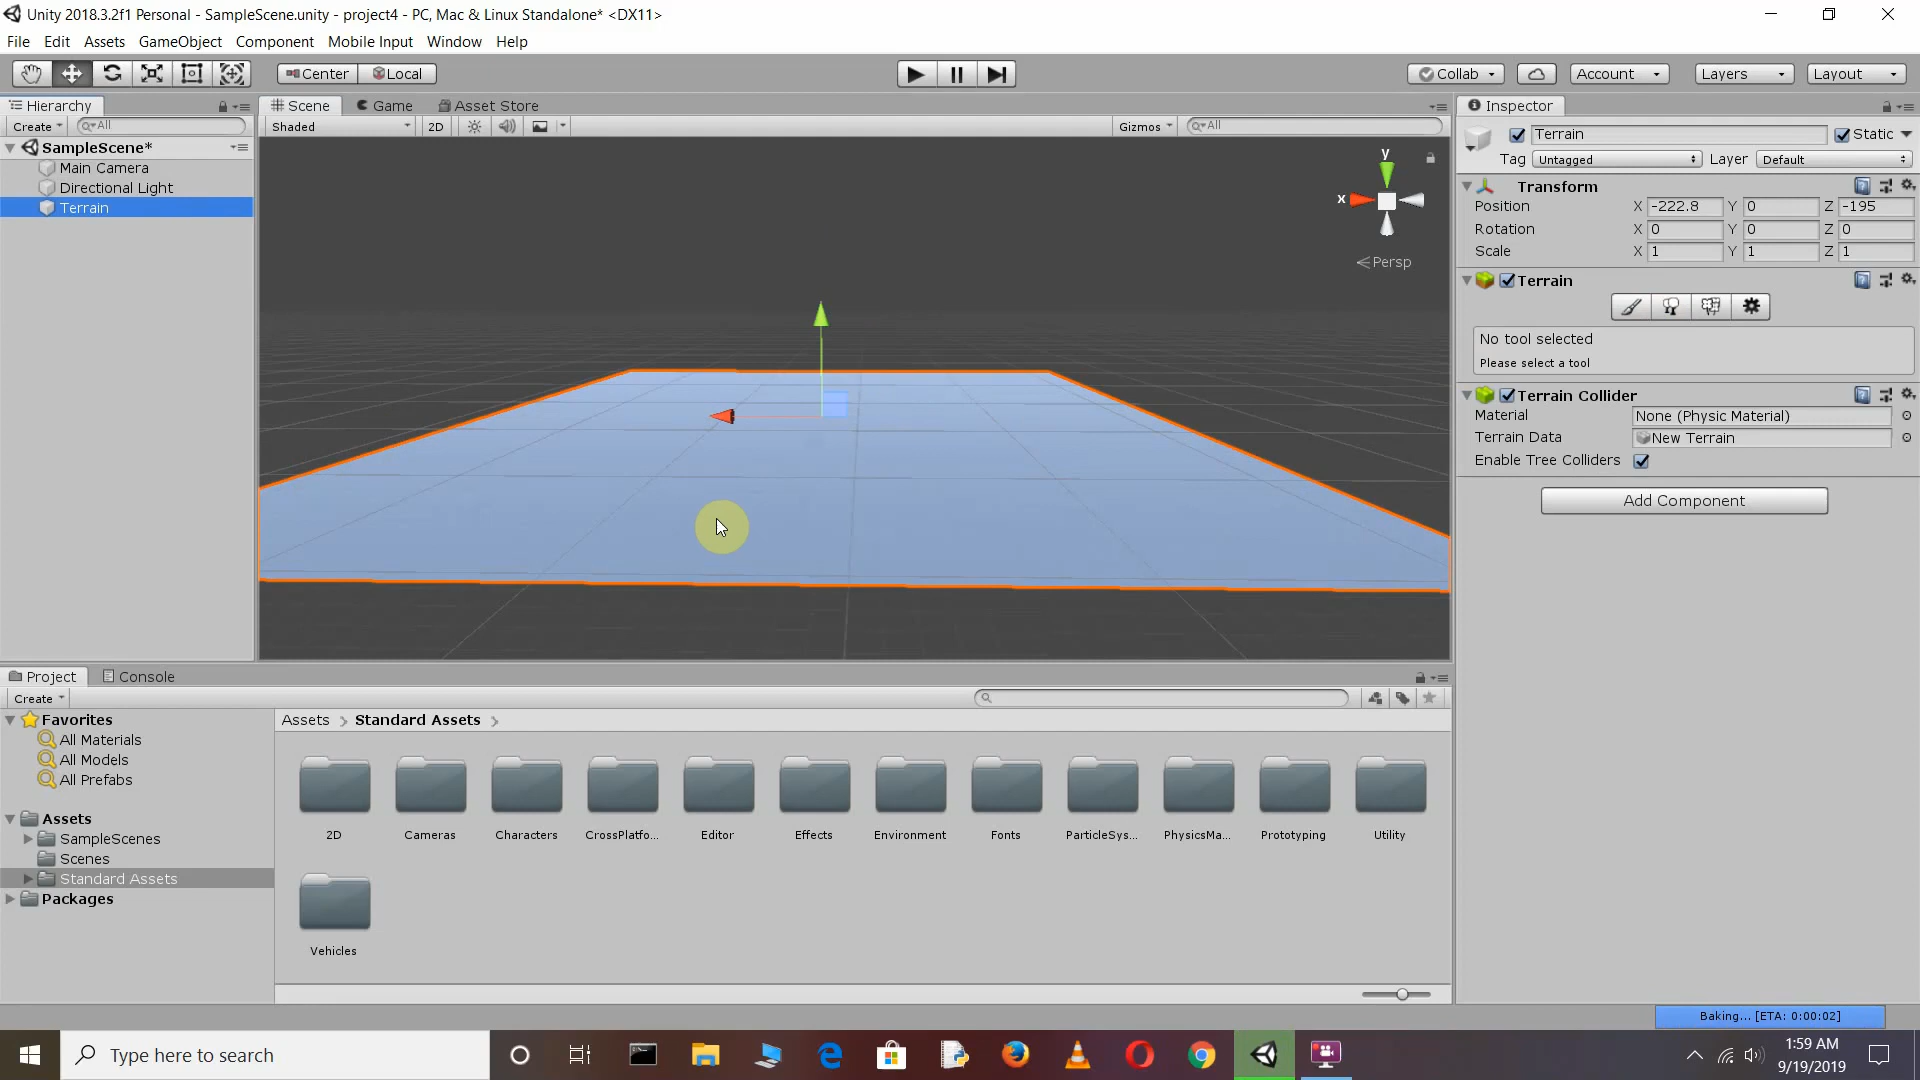 Unity 2018.3.2f1 Personal - SampleScene.unity - project4 - PC, Mac & Linux Standalone* <DX11>
File Edit Assets GameObject Component Mobile Input Window Help
Center Local Collab Account Layers Layout
Hierarchy
Create All
SampleScene*
Main Camera
Directional Light
Terrain
Scene Game Asset Store
Shaded 2D Gizmos All
y
x
Persp
Inspector
Terrain Static
Tag Untagged Layer Default
Transform
Position X -222.8 Y 0 Z -195
Rotation X 0 Y 0 Z 0
Scale X 1 Y 1 Z 1
Terrain
No tool selected
Please select a tool
Terrain Collider
Material None (Physic Material)
Terrain Data New Terrain
Enable Tree Colliders
Add Component
Project Console
Create
Favorites
All Materials
All Models
All Prefabs
Assets
SampleScenes
Scenes
Standard Assets
Packages
Assets Standard Assets
2D Cameras Characters CrossPlatfo... Editor Effects Environment Fonts ParticleSys... PhysicsMa... Prototyping Utility
Vehicles
Baking... [ETA: 0:00:02]
Type here to search
1:59 AM
9/19/2019